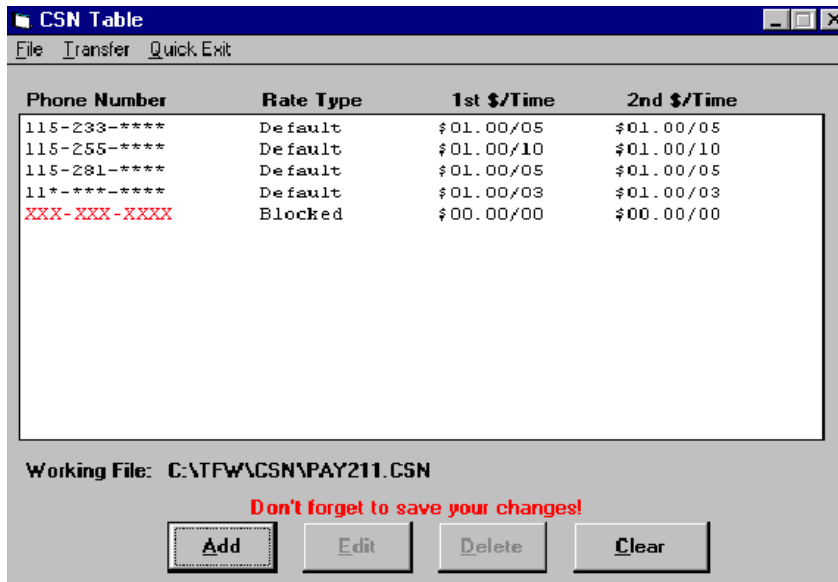 CSN Table
File Transfer Quick Exit
Phone Number Rate Type 1st $/Time 2nd $/Time
115-233-**** Default $01.00/05 $01.00/05
115-255-**** Default $01.00/10 $01.00/10
115-281-**** Default $01.00/05 $01.00/05
11*-***-**** Default $01.00/03 $01.00/03
XXX-XXX-XXXX Blocked $00.00/00 $00.00/00
Working File: C:\TFW\CSN\PAY211.CSN
Don't forget to save your changes!
Add Edit Delete Clear